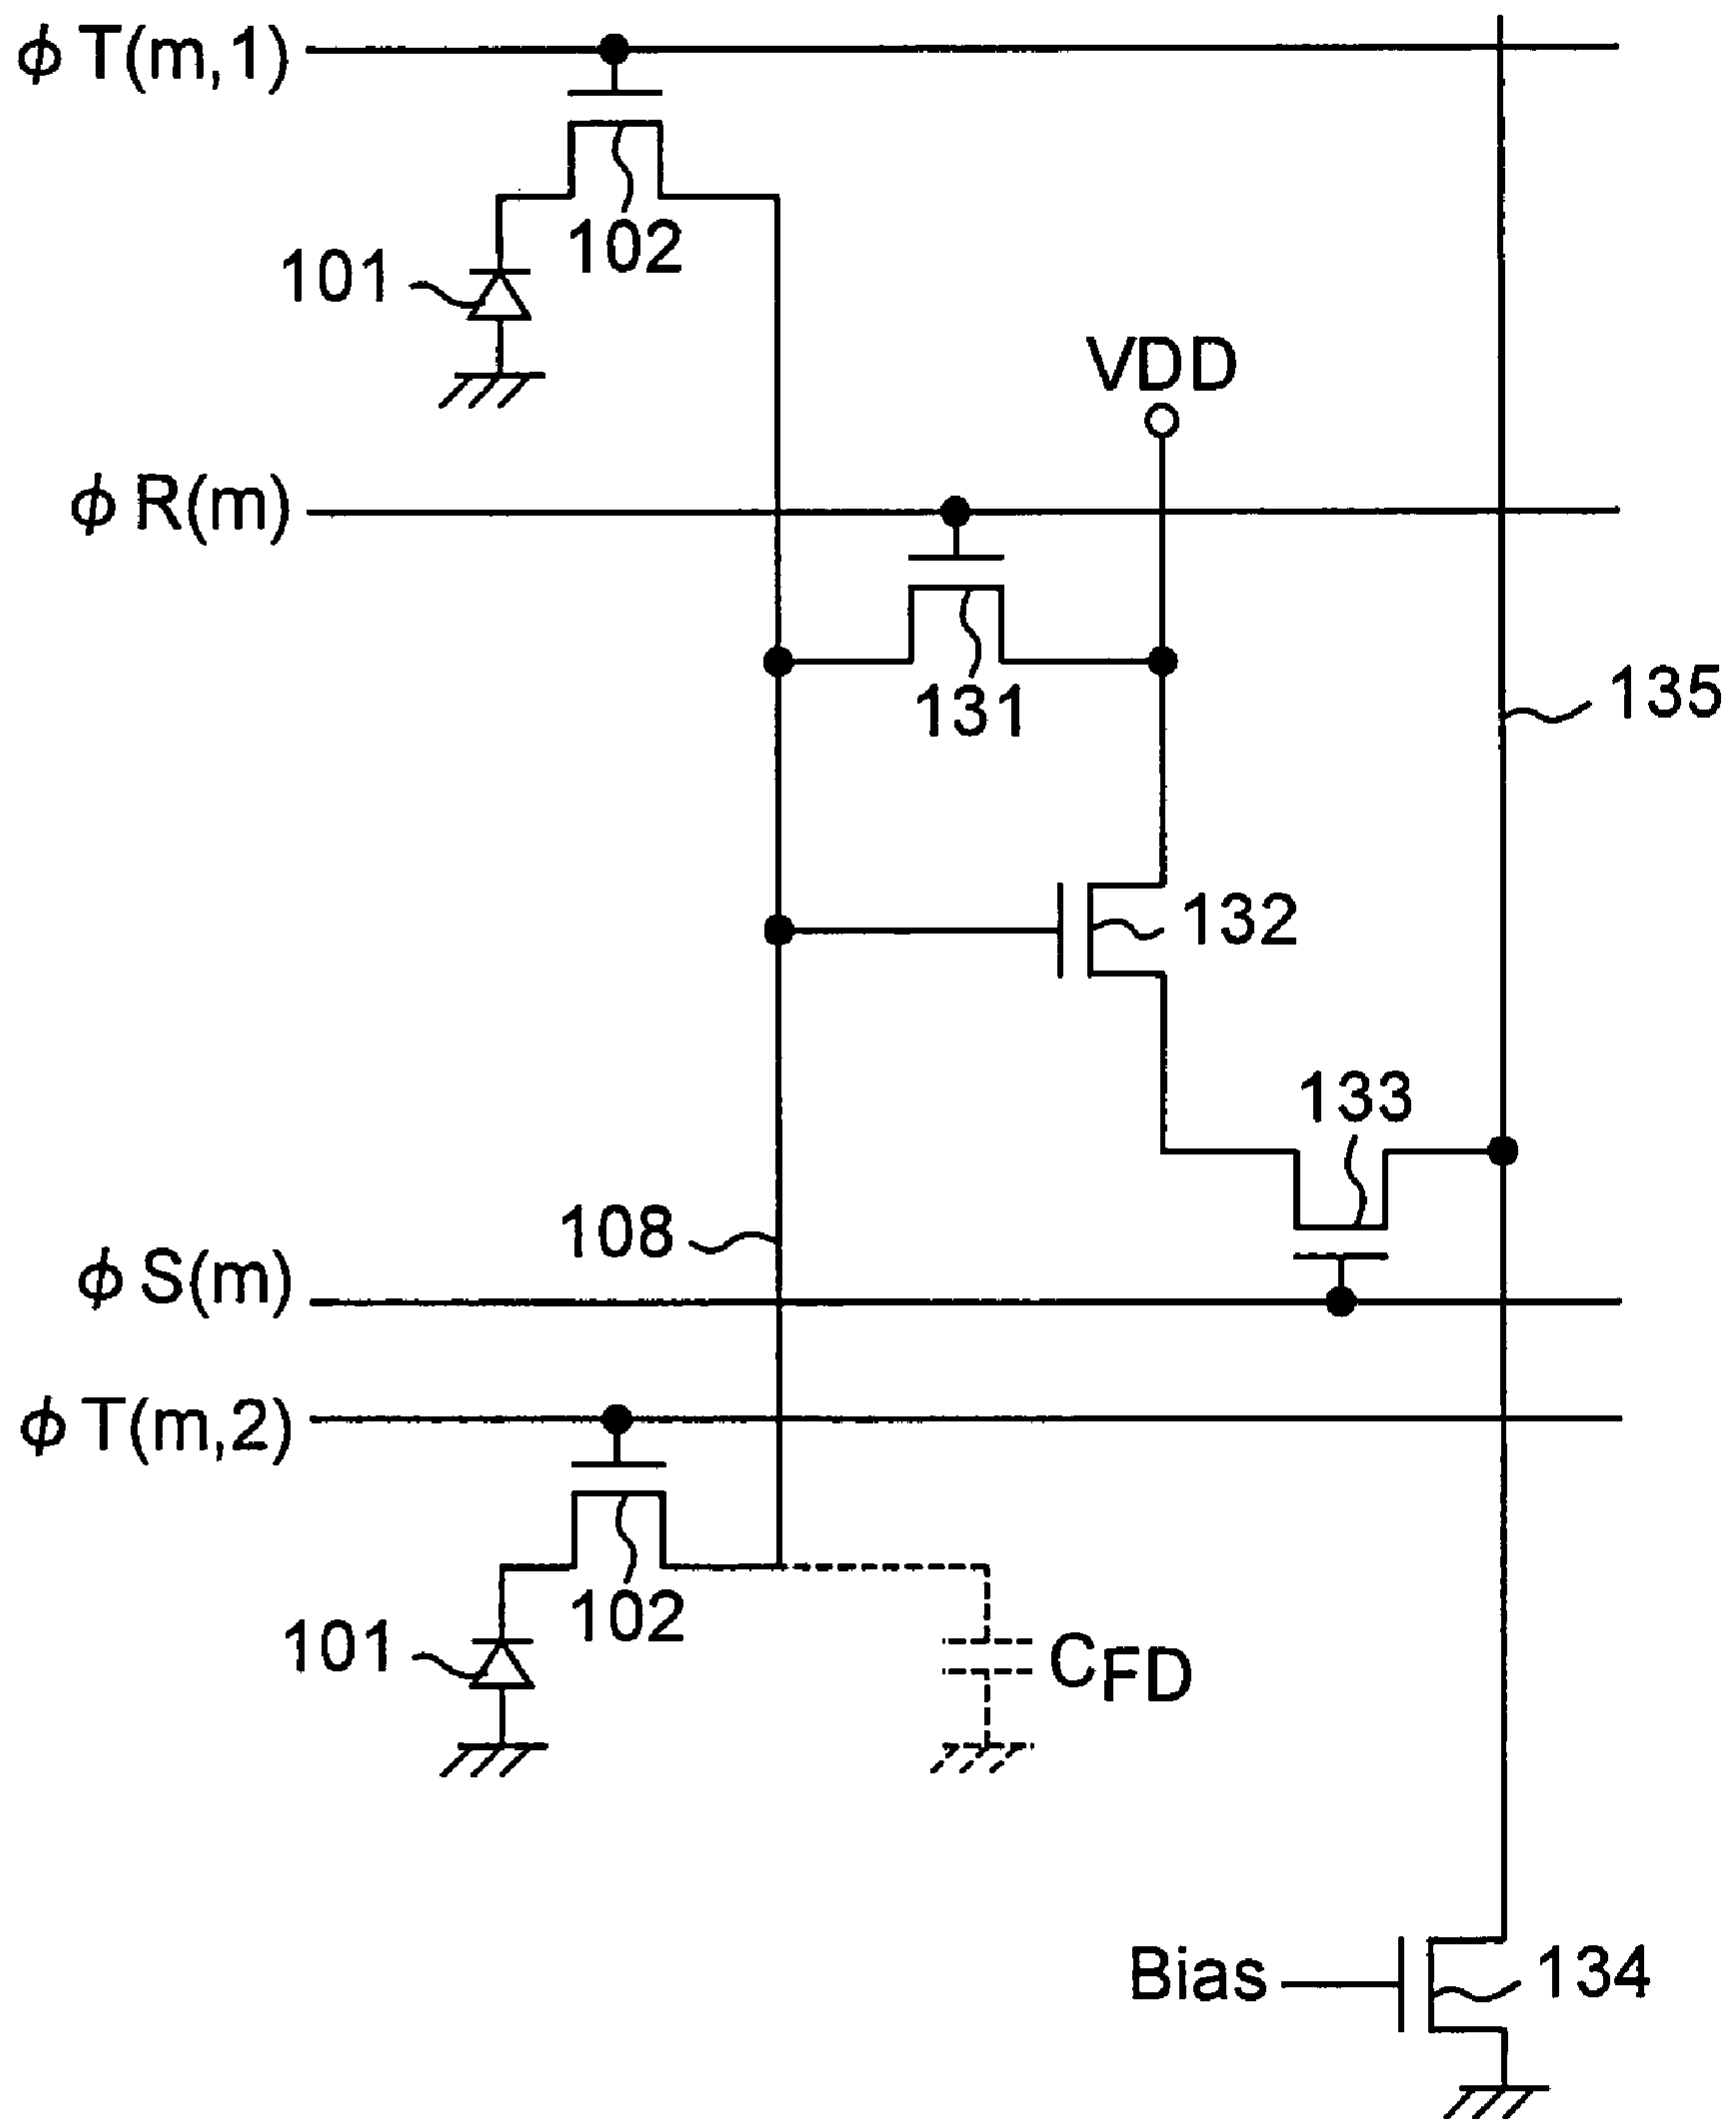 ϕT(m,1)
102
101
VDD
ϕR(m)
131
135
132
133
108
ϕS(m)
ϕT(m,2)
102
101
CFD
Bias
134